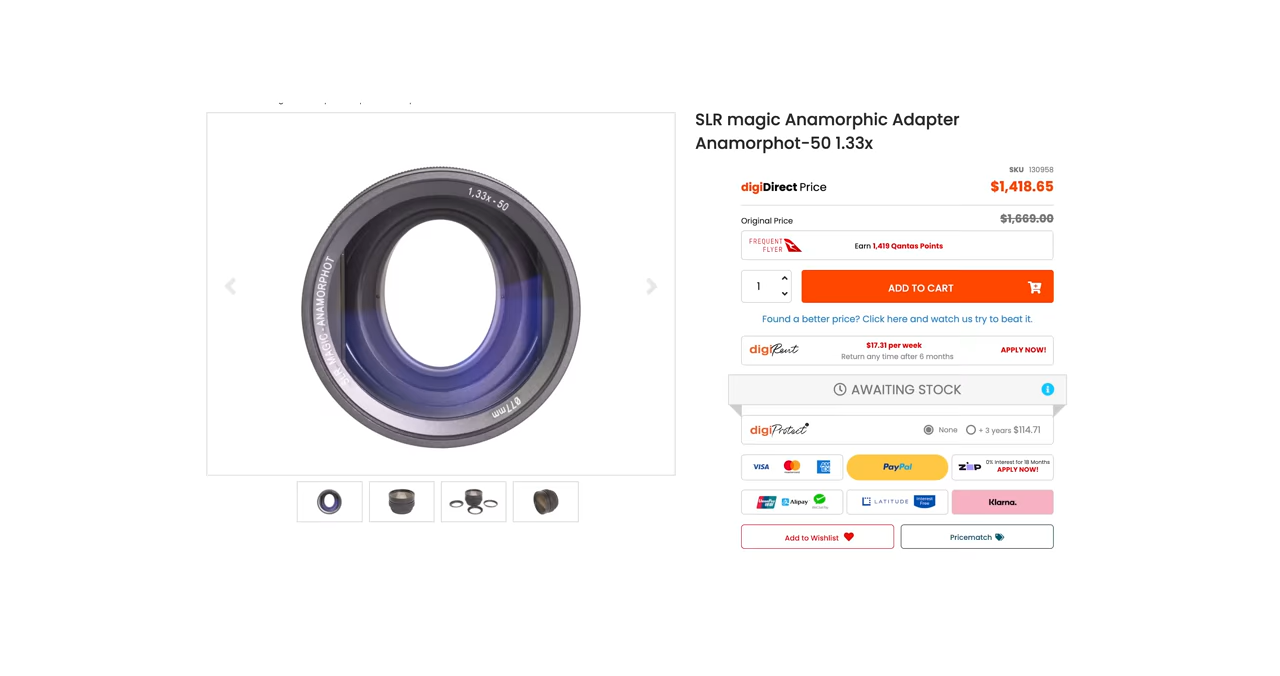 SLR magic Anamorphic Adapter
Anamorphot-50 1.33x
SKU 130958
digiDirect Price $1,418.65
Original Price $1,669.00
FREQUENT
FLYER
Earn 1,419 Qantas Points
1
ADD TO CART
Found a better price? Click here and watch us try to beat it.
digiRent
$17.31 per week
Return any time after 6 months
APPLY NOW!
AWAITING STOCK
i
digiProtect
None
+ 3 years $114.71
VISA
PayPal
ZIP
0% Interest for 18 Months
APPLY NOW!
UnionPay
Alipay
LATITUDE
Interest
Free
Klarna.
Add to Wishlist
Pricematch
1,33x - 50
SLR MAGIC - ANAMORPHOT
Ø77mm